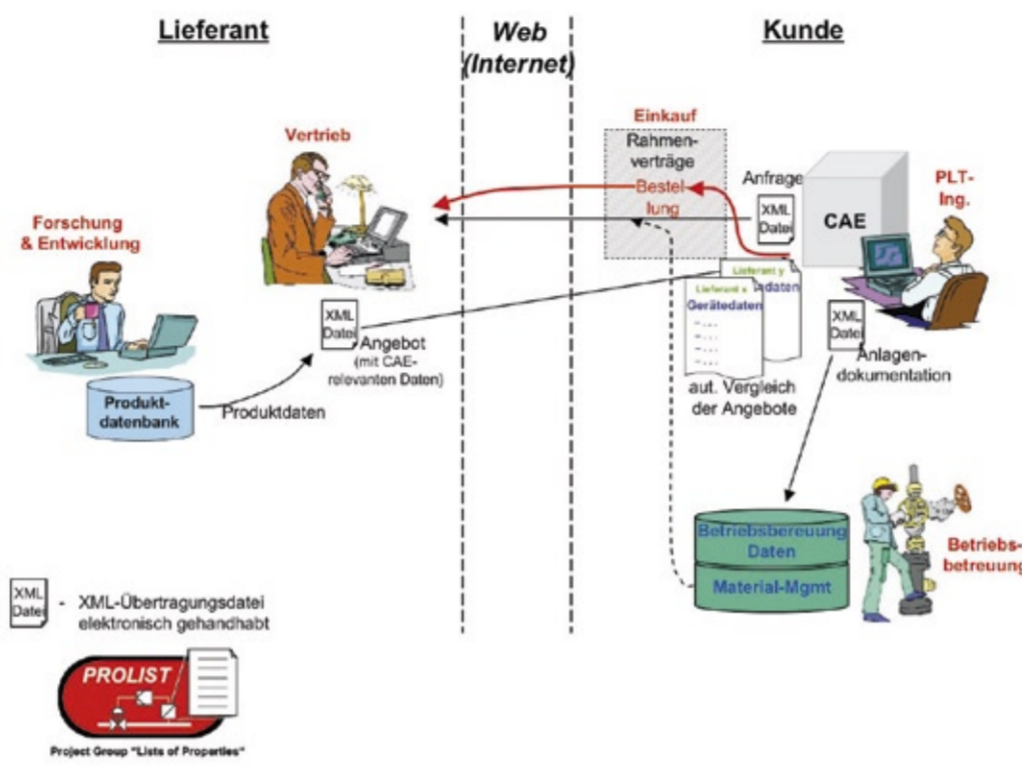 Lieferant
Web
(Internet)
Kunde
Vertrieb
Forschung
& Entwicklung
XML
Datei
Angebot
(mit CAE-
relevanten Daten)
Produkt-
datenbank
Produktdaten
Einkauf
Rahmen-
verträge
Bestel-
lung
Anfrage
XML
Datei
CAE
PLT-
Ing.
Lieferant y
Lieferant x
Gerätedaten
- ....
- ....
- ....
- ....
aut. Vergleich
der Angebote
XML
Datei
Anlagen-
dokumentation
Betriebsbereuung
Daten
Material-Mgmt
Betriebs-
betreuung
XML
Datei
- XML-Übertragungsdatei
elektronisch gehandhabt
PROLIST
Project Group "Lists of Properties"